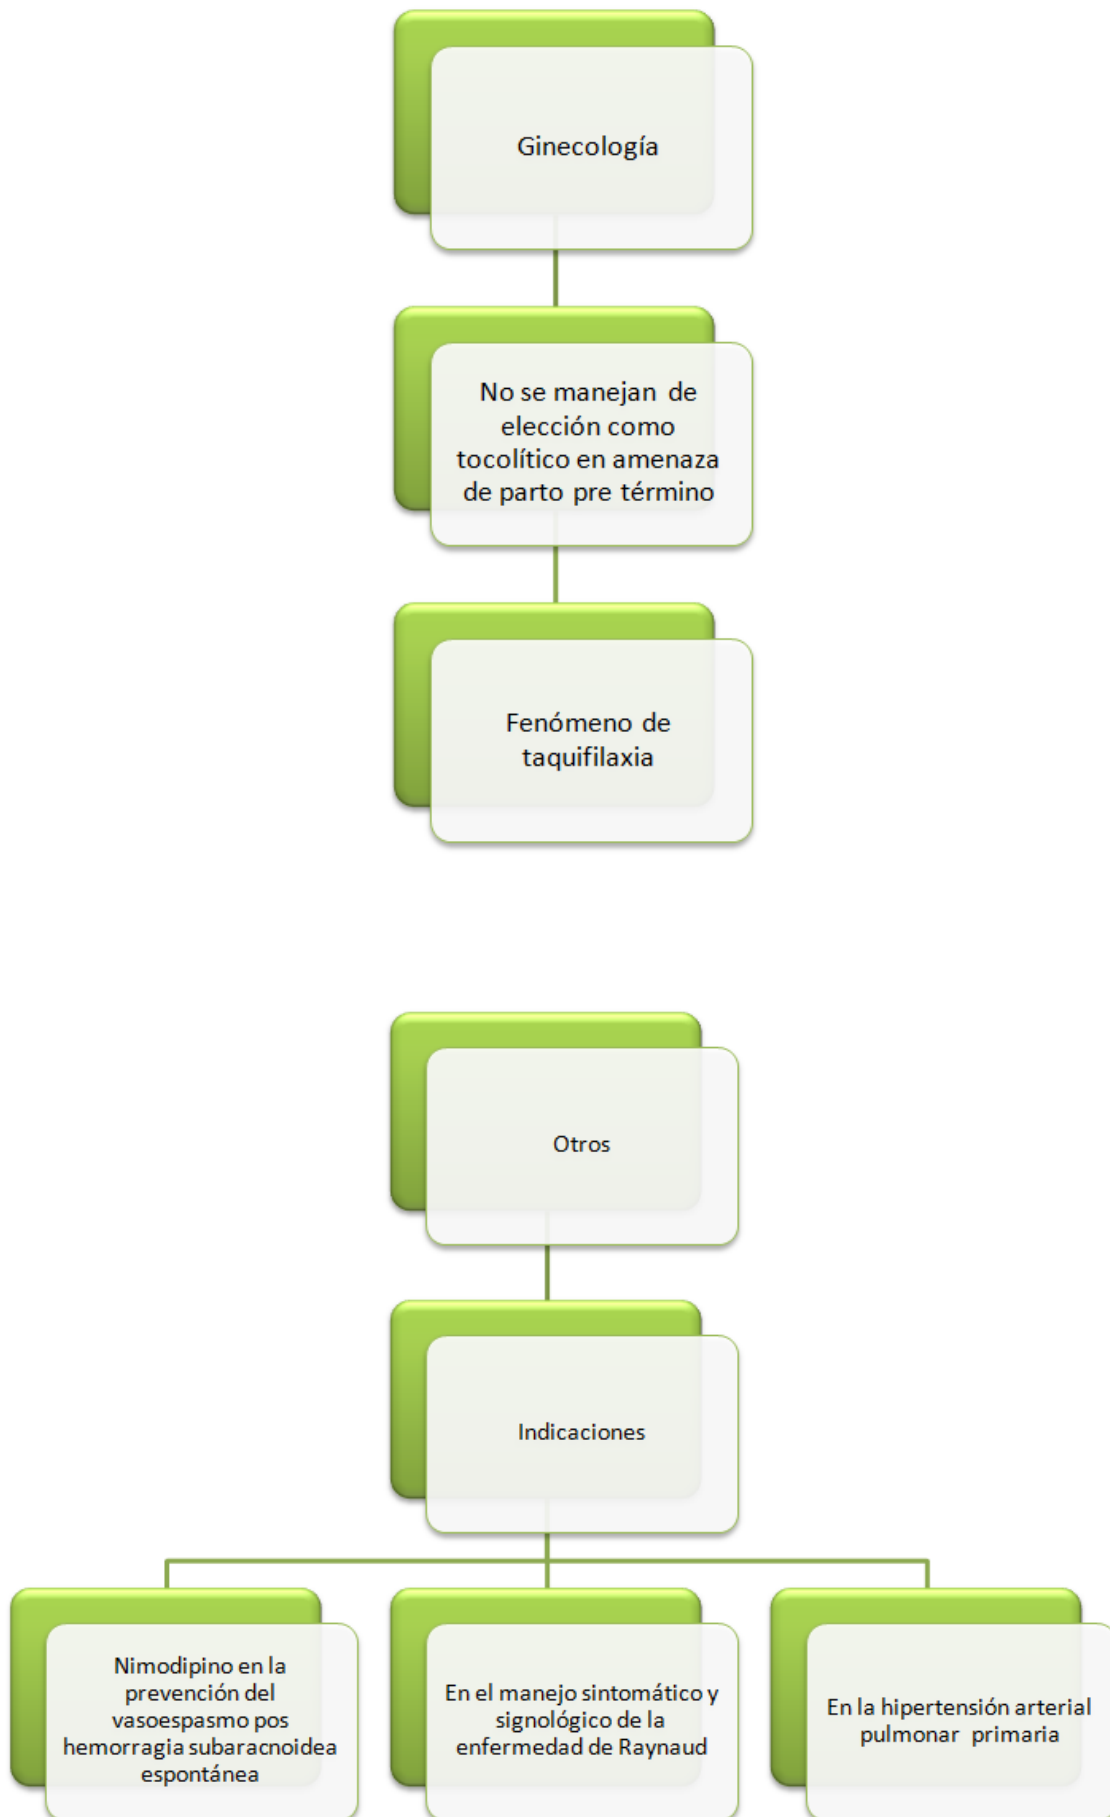 Ginecología
No se manejan de
elección como
tocolítico en amenaza
de parto pre término
Fenómeno de
taquifilaxia
Otros
Indicaciones
Nimodipino en la
prevención del
vasoespasmo pos
hemorragia subaracnoidea
espontánea
En el manejo sintomático y
signológico de la
enfermedad de Raynaud
En la hipertensión arterial
pulmonar primaria